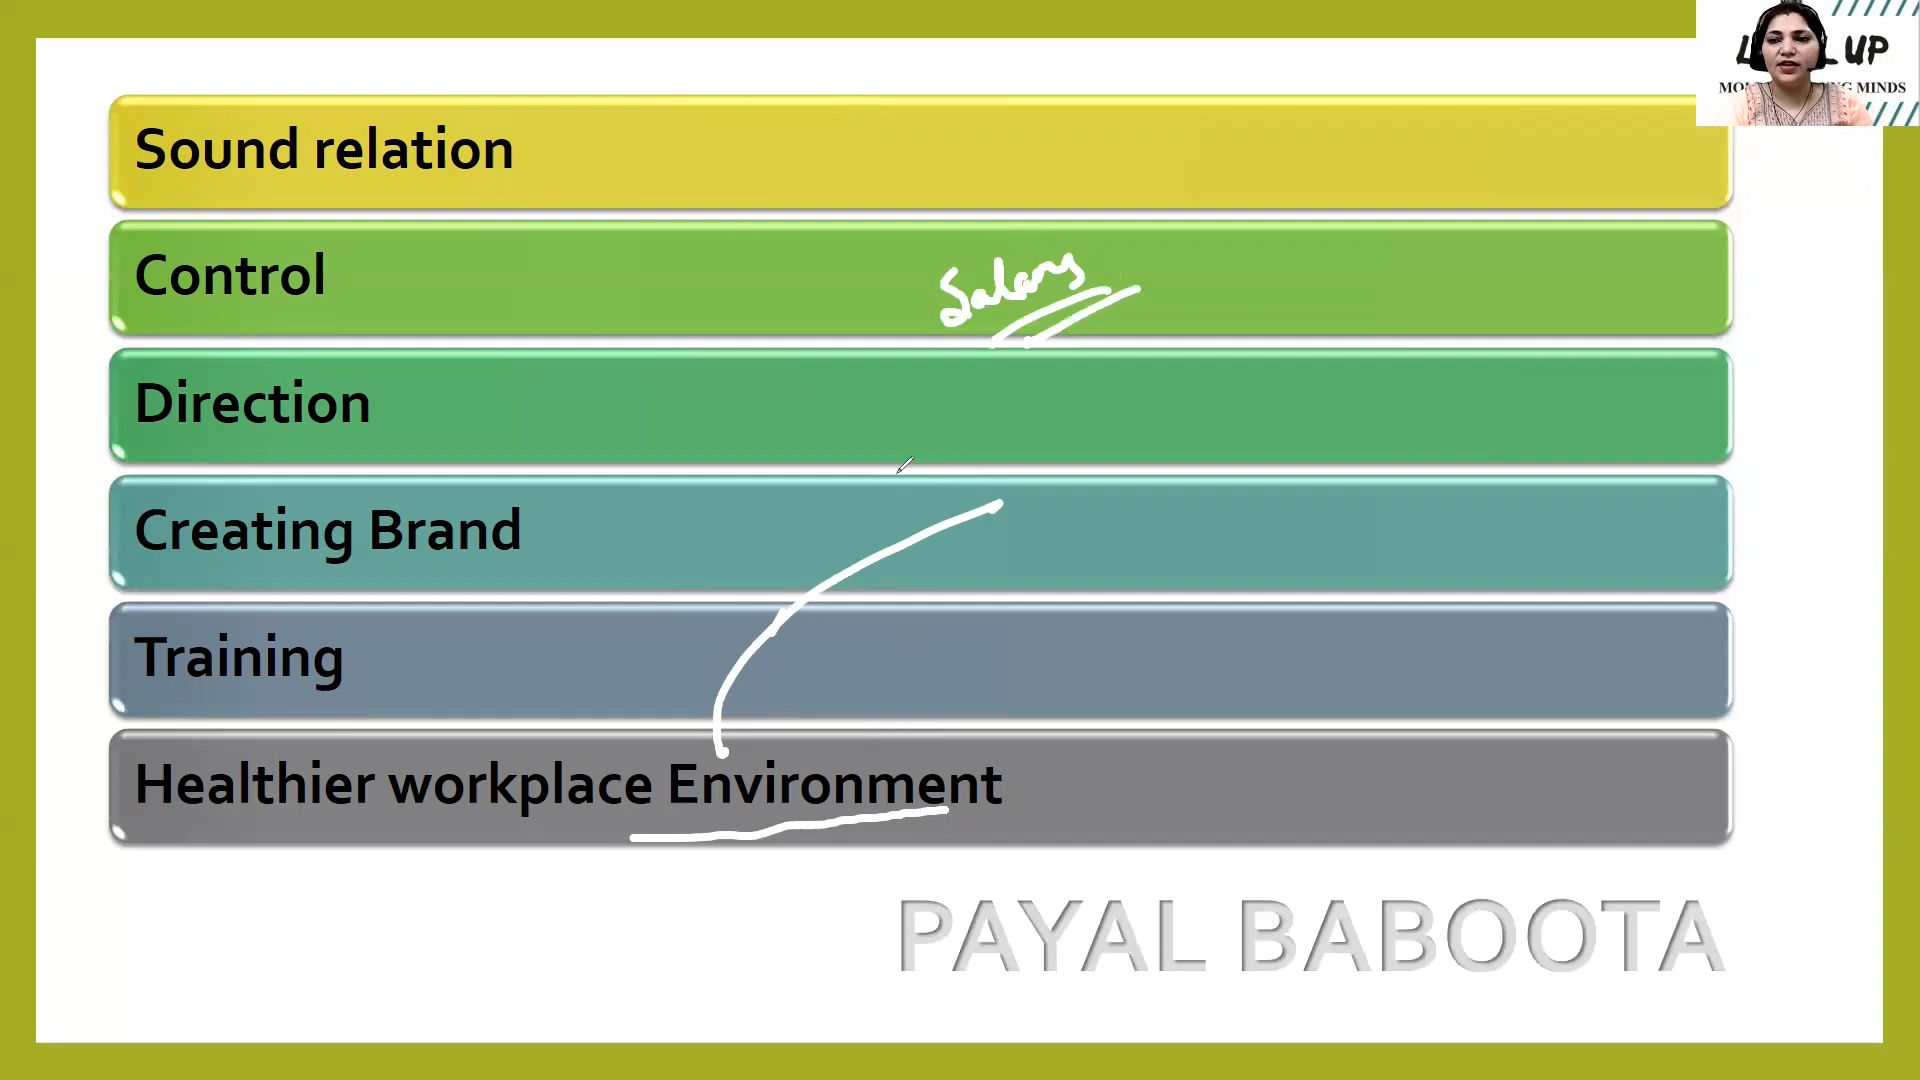 UP
MINDS
Sound relation
Control
Salary
Direction
Creating Brand
Training
Healthier workplace Environment
PAYAL BABOOTA